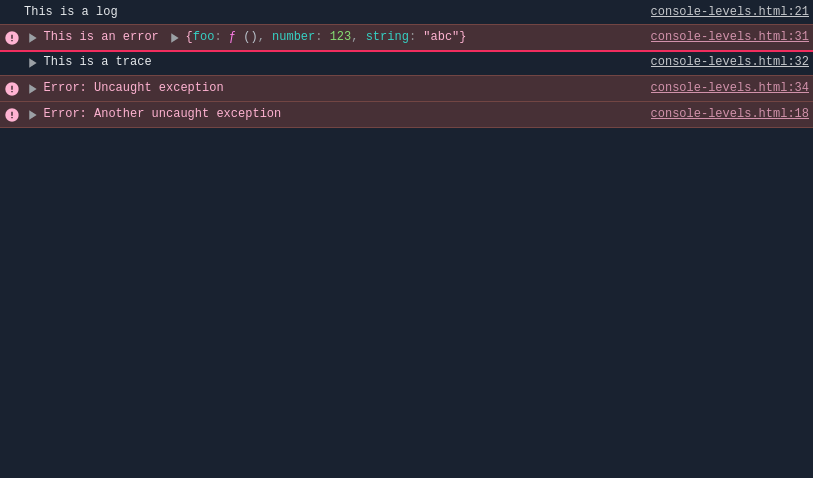 This is a log console-levels.html:21
This is an error {foo: ƒ (), number: 123, string: "abc"} console-levels.html:31
This is a trace console-levels.html:32
Error: Uncaught exception console-levels.html:34
Error: Another uncaught exception console-levels.html:18